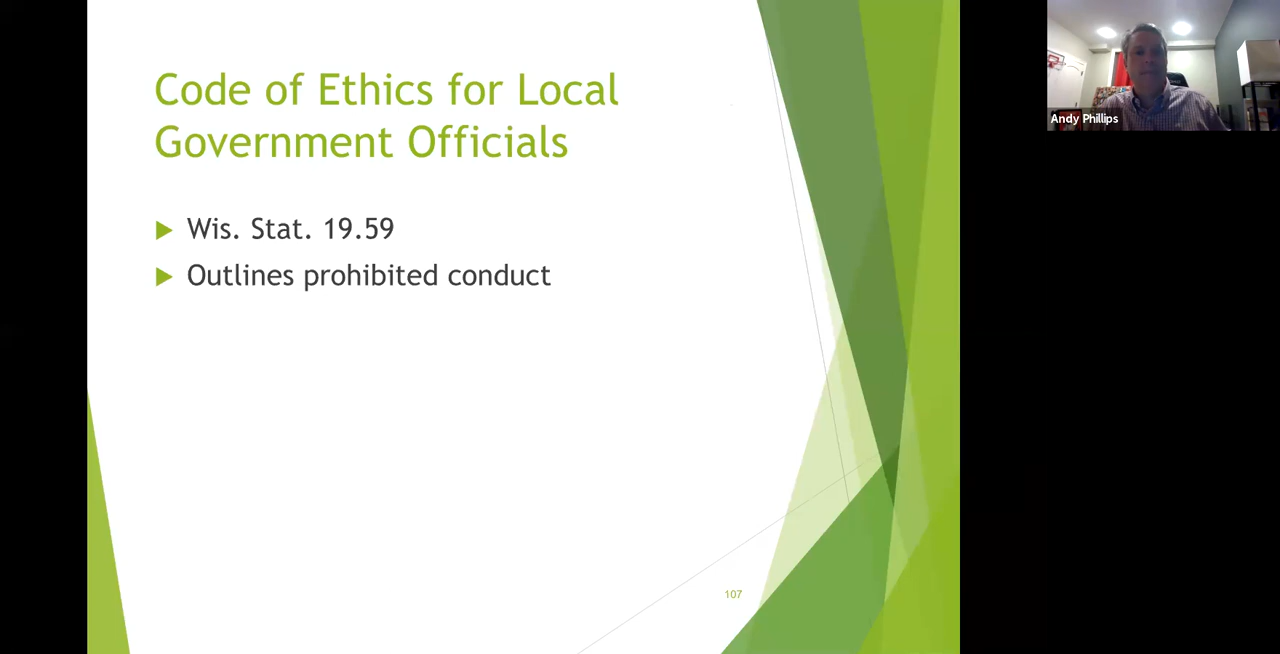 Code of Ethics for Local
Government Officials
Wis. Stat. 19.59
Outlines prohibited conduct
107
Andy Phillips